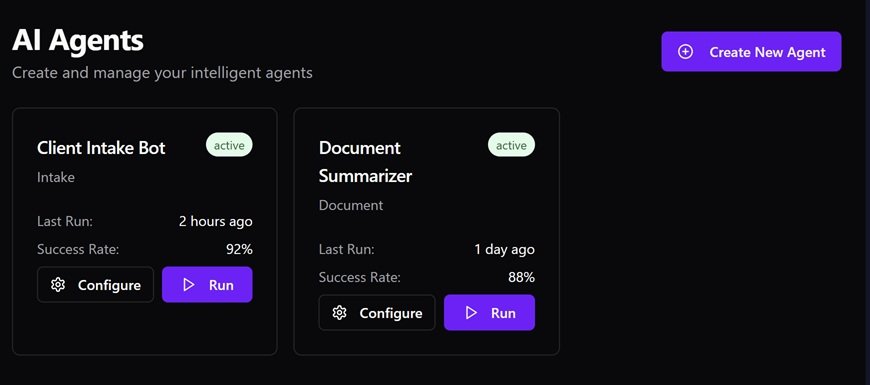 AI Agents
Create and manage your intelligent agents
Create New Agent
Client Intake Bot
active
Intake
Last Run: 2 hours ago
Success Rate: 92%
Configure
Run
Document
Summarizer
active
Document
Last Run: 1 day ago
Success Rate: 88%
Configure
Run